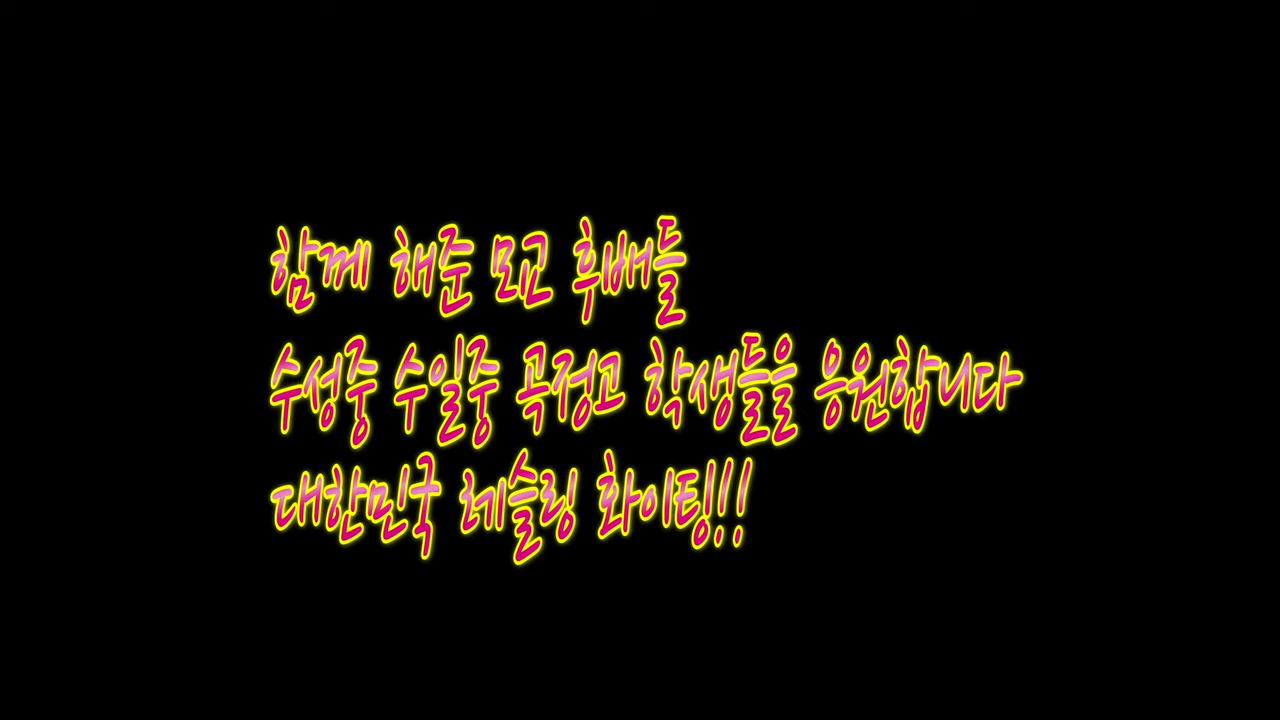 함께 해준 모교 후배들
수성중 수일중 곡정고 학생들을 응원합니다
대한민국 레슬링 화이팅!!